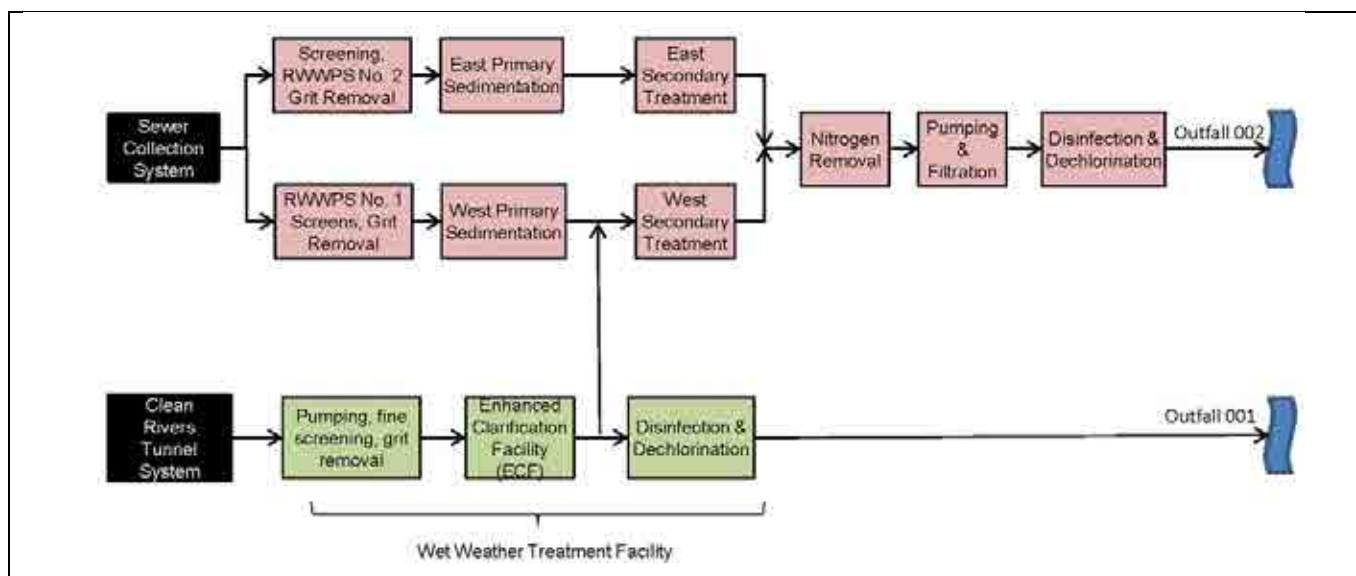 Screening,
RWWPS No. 2
Grit Removal
East Primary
Sedimentation
East
Secondary
Treatment
Sewer
Collection
System
Nitrogen
Removal
Pumping
&
Filtration
Disinfection &
Dechlorination
Outfall 002
RWWPS No. 1
Screens, Grit
Removal
West Primary
Sedimentation
West
Secondary
Treatment
Clean
Rivers
Tunnel
System
Pumping, fine
screening, grit
removal
Enhanced
Clarification
Facility
(ECF)
Disinfection &
Dechlorination
Outfall 001
Wet Weather Treatment Facility